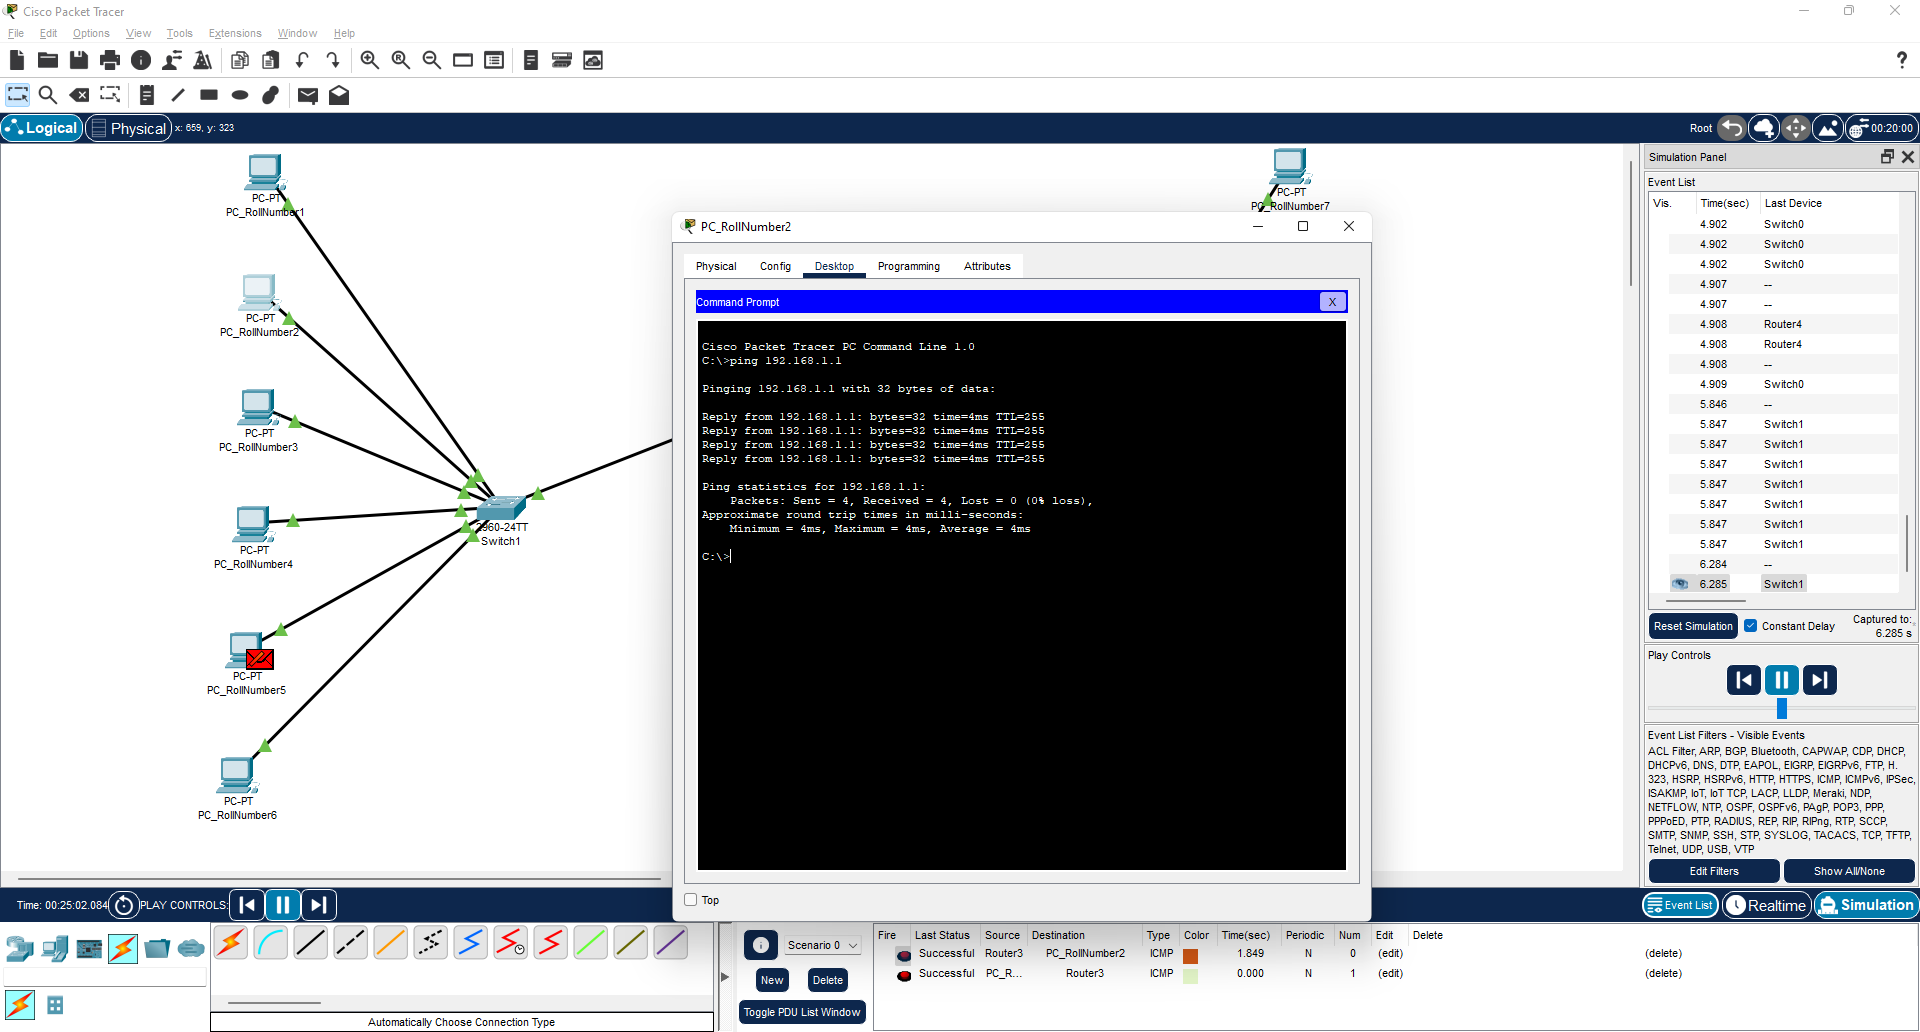 Cisco Packet Tracer
File Edit Options View Tools Extensions Window Help
Logical Physical x: 659, y: 323 Root 00:20:00
PC-PT
PC_RollNumber1
PC-PT
PC_RollNumber2
PC-PT
PC_RollNumber3
PC-PT
PC_RollNumber4
PC-PT
PC_RollNumber5
PC-PT
PC_RollNumber6
2960-24TT
Switch1
PC-PT
PC_RollNumber7
PC_RollNumber2
Physical Config Desktop Programming Attributes
Command Prompt X
Cisco Packet Tracer PC Command Line 1.0
C:\>ping 192.168.1.1
Pinging 192.168.1.1 with 32 bytes of data:
Reply from 192.168.1.1: bytes=32 time=4ms TTL=255
Reply from 192.168.1.1: bytes=32 time=4ms TTL=255
Reply from 192.168.1.1: bytes=32 time=4ms TTL=255
Reply from 192.168.1.1: bytes=32 time=4ms TTL=255
Ping statistics for 192.168.1.1:
Packets: Sent = 4, Received = 4, Lost = 0 (0% loss),
Approximate round trip times in milli-seconds:
Minimum = 4ms, Maximum = 4ms, Average = 4ms
C:\>
Top
Simulation Panel
Event List
Vis. Time(sec) Last Device
4.902 Switch0
4.902 Switch0
4.902 Switch0
4.907 --
4.907 --
4.908 Router4
4.908 Router4
4.908 --
4.909 Switch0
5.846 --
5.847 Switch1
5.847 Switch1
5.847 Switch1
5.847 Switch1
5.847 Switch1
5.847 Switch1
5.847 Switch1
6.284 --
6.285 Switch1
Reset Simulation Constant Delay Captured to:
6.285 s
Play Controls
Event List Filters - Visible Events
ACL Filter, ARP, BGP, Bluetooth, CAPWAP, CDP, DHCP,
DHCPv6, DNS, DTP, EAPOL, EIGRP, EIGRPv6, FTP, H.
323, HSRP, HSRPv6, HTTP, HTTPS, ICMP, ICMPv6, IPSec,
ISAKMP, IoT, IoT TCP, LACP, LLDP, Meraki, NDP,
NETFLOW, NTP, OSPF, OSPFv6, PAgP, POP3, PPP,
PPPoED, PTP, RADIUS, REP, RIP, RIPng, RTP, SCCP,
SMTP, SNMP, SSH, STP, SYSLOG, TACACS, TCP, TFTP,
Telnet, UDP, USB, VTP
Edit Filters Show All/None
Time: 00:25:02.084 PLAY CONTROLS: Event List Realtime Simulation
Automatically Choose Connection Type
Scenario 0
New Delete
Toggle PDU List Window
Fire Last Status Source Destination Type Color Time(sec) Periodic Num Edit Delete
Successful Router3 PC_RollNumber2 ICMP 1.849 N 0 (edit) (delete)
Successful PC_R... Router3 ICMP 0.000 N 1 (edit) (delete)